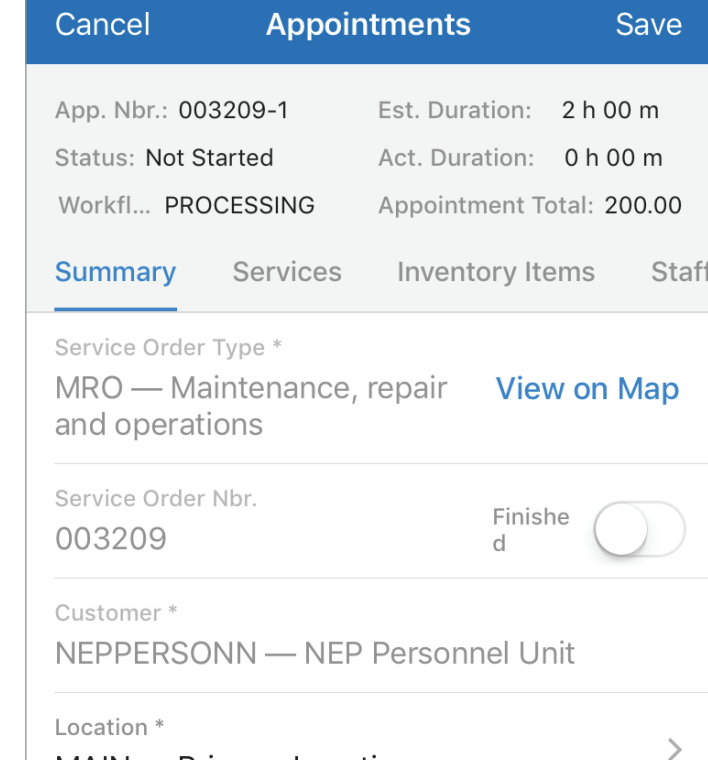 Cancel Appointments Save
App. Nbr.: 003209-1 Est. Duration: 2 h 00 m
Status: Not Started Act. Duration: 0 h 00 m
Workfl... PROCESSING Appointment Total: 200.00
Summary Services Inventory Items Staff
Service Order Type *
MRO — Maintenance, repair View on Map
and operations
Service Order Nbr.
003209
Finishe
d
Customer *
NEPPERSONN — NEP Personnel Unit
Location *